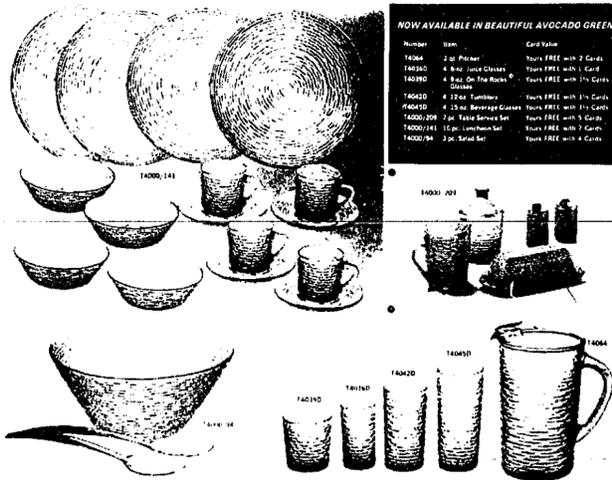 NOW AVAILABLE IN BEAUTIFUL AVOCADO GREEN
Number Item Card Value
T4064 2 qt. Pitcher Yours FREE with 2 Cards
T4036D 4 6-oz. Juice Glasses Yours FREE with 1 Card
T4039D 4 9-oz. On The Rocks Glasses Yours FREE with 1½ Cards
T4042D 4 12-oz. Tumblers Yours FREE with 1½ Cards
T4045D 4 15 oz. Beverage Glasses Yours FREE with 1½ Cards
T4000/209 7 pc. Table Service Set Yours FREE with 5 Cards
T4000/141 16 pc. Luncheon Set Yours FREE with 7 Cards
T4000/94 3 pc. Salad Set Yours FREE with 4 Cards
T4000/141
T4000 209
T4064
T4045D
T4042D
T4036D
T4039D
94